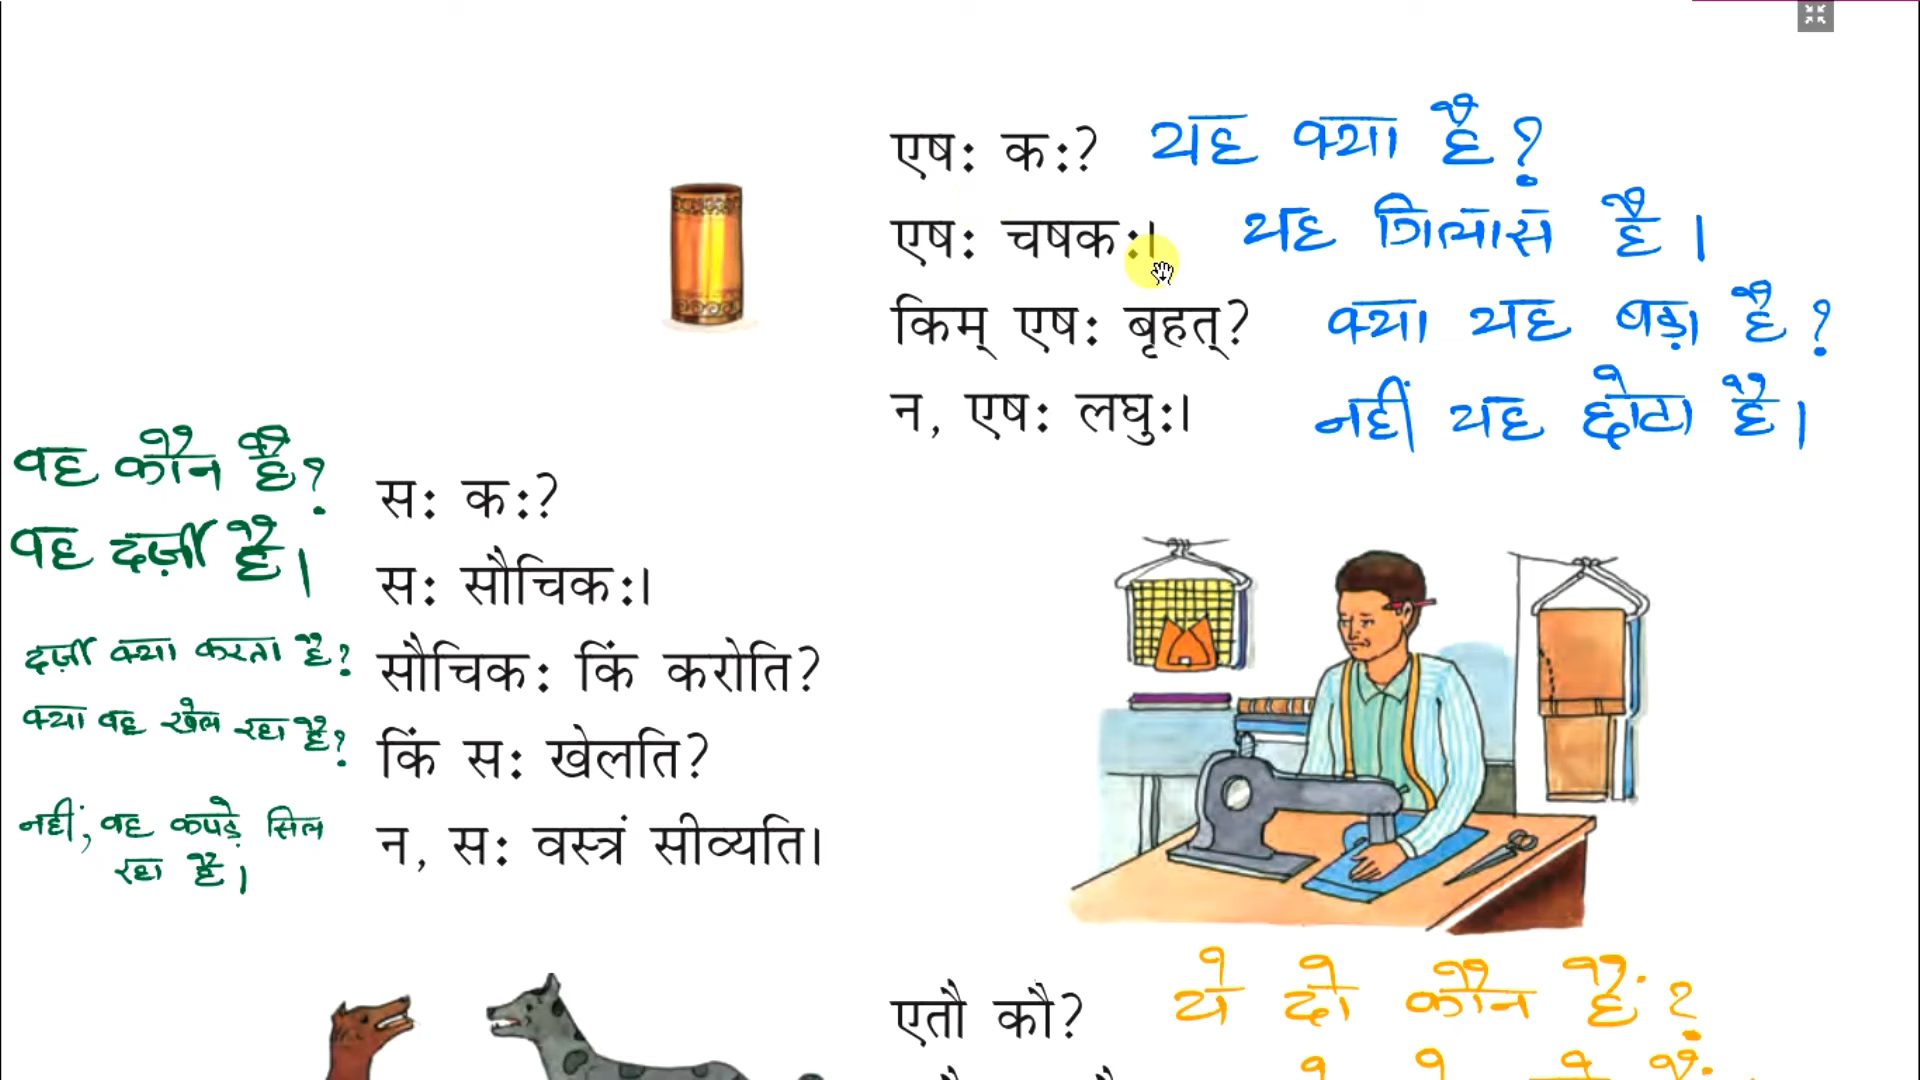 एषः कः? यह क्या है?
एषः चषकः। यह गिलास है।
किम् एषः बृहत्? क्या यह बड़ा है?
न, एषः लघुः। नहीं यह छोटा है।
वह कौन है? सः कः?
वह दर्ज़ी है। सः सौचिकः।
दर्ज़ी क्या करता है? सौचिकः किं करोति?
क्या वह खेल रहा है? किं सः खेलति?
नहीं, वह कपड़े सिल न, सः वस्त्रं सीव्यति।
रहा है।
एतौ कौ? ये दो कौन हैं?